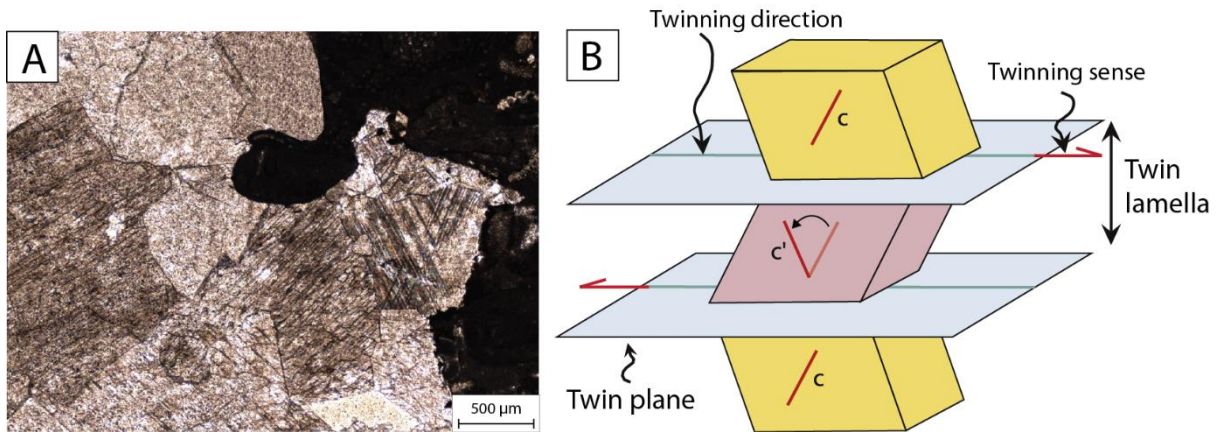 A
500 µm
B
Twinning direction
Twinning sense
c
Twin
lamella
c'
Twin plane
c